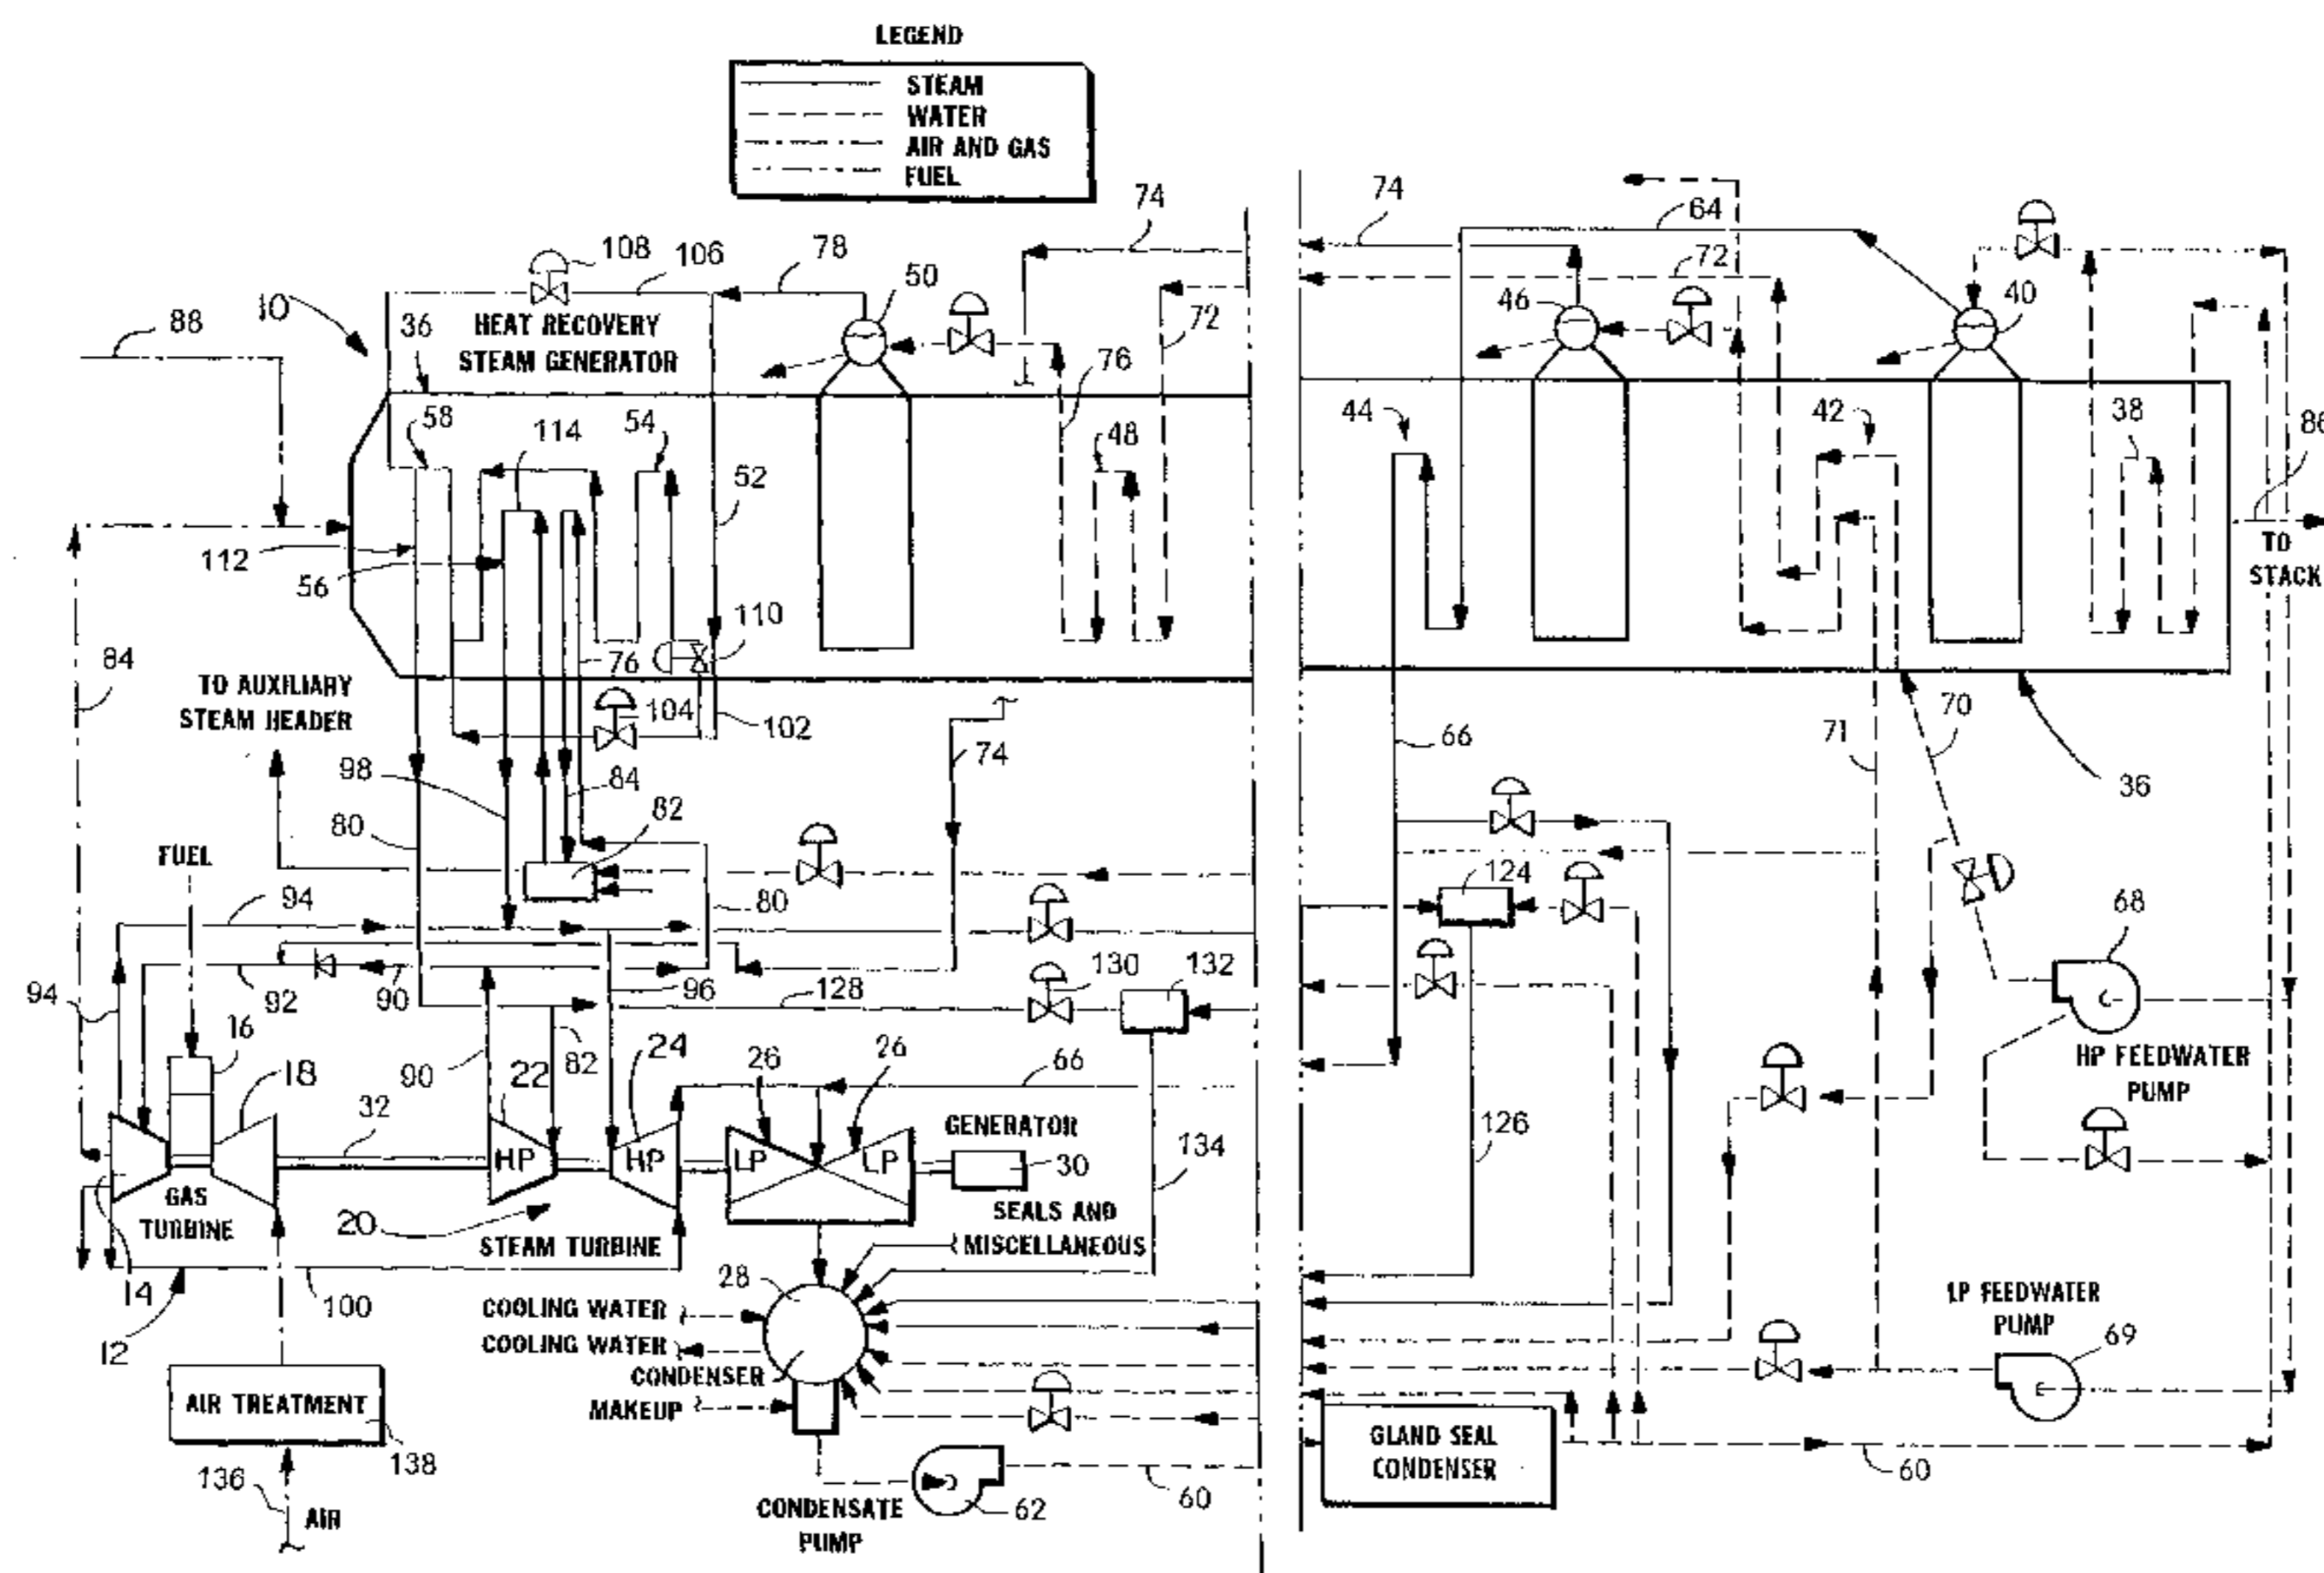 LEGEND
STEAM
WATER
AIR AND GAS
FUEL
74
74
64
108
106
78
50
72
10
88
36
HEAT RECOVERY
STEAM GENERATOR
72
46
40
76
58
114
54
48
44
42
38
86
52
112
56
110
TO
STACK
84
76
TO AUXILIARY
STEAM HEADER
104
102
74
66
71
70
36
98
84
80
82
FUEL
94
80
124
68
94
92
90
96
128
130
132
16
18
90
22
82
24
26
26
66
HP FEEDWATER
PUMP
32
HP
HP
LP
LP
GENERATOR
30
134
126
GAS
TURBINE
20
STEAM TURBINE
SEALS AND
MISCELLANEOUS
14
12
100
28
COOLING WATER
COOLING WATER
CONDENSER
MAKEUP
LP FEEDWATER
PUMP
69
AIR TREATMENT
138
136
AIR
CONDENSATE
PUMP
62
60
GLAND SEAL
CONDENSER
60